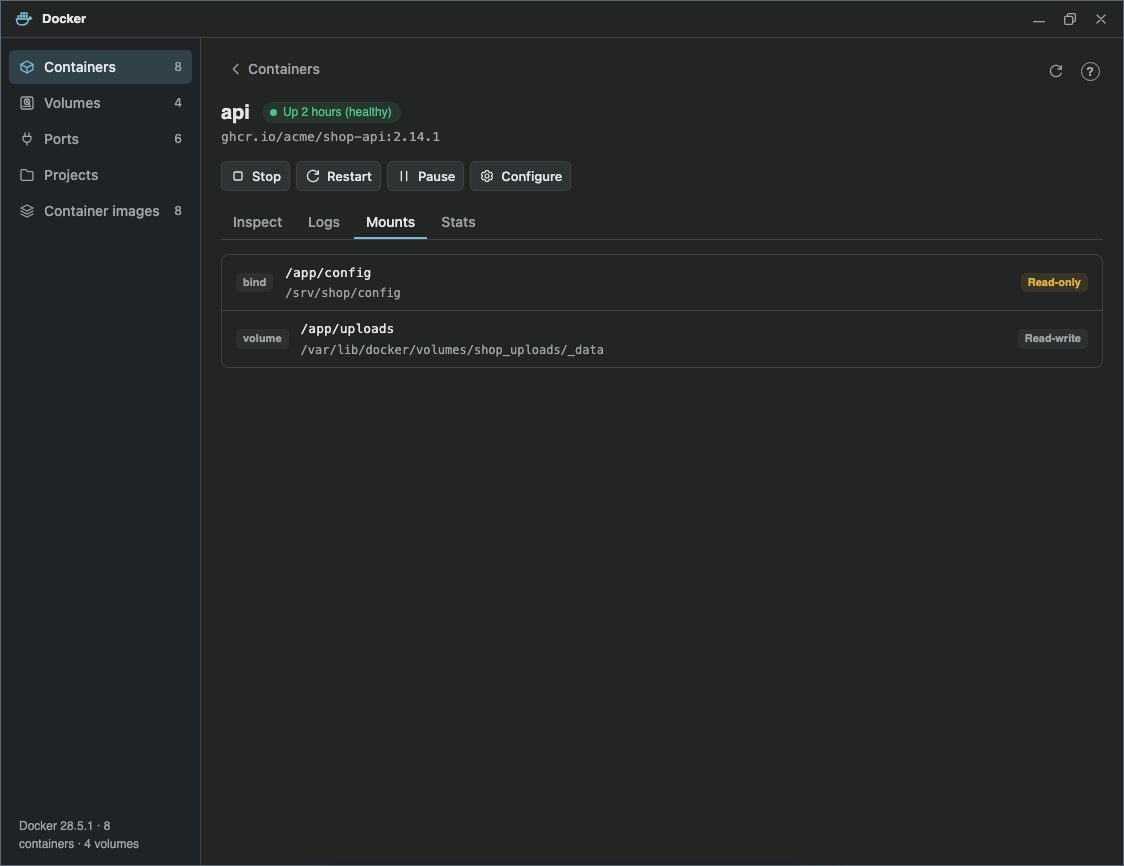 Docker
Containers 8
Volumes 4
Ports 6
Projects
Container images 8
Docker 28.5.1 · 8
containers · 4 volumes
Containers
?
api
Up 2 hours (healthy)
ghcr.io/acme/shop-api:2.14.1
Stop Restart Pause Configure
Inspect Logs Mounts Stats
bind
/app/config
/srv/shop/config
Read-only
volume
/app/uploads
/var/lib/docker/volumes/shop_uploads/_data
Read-write